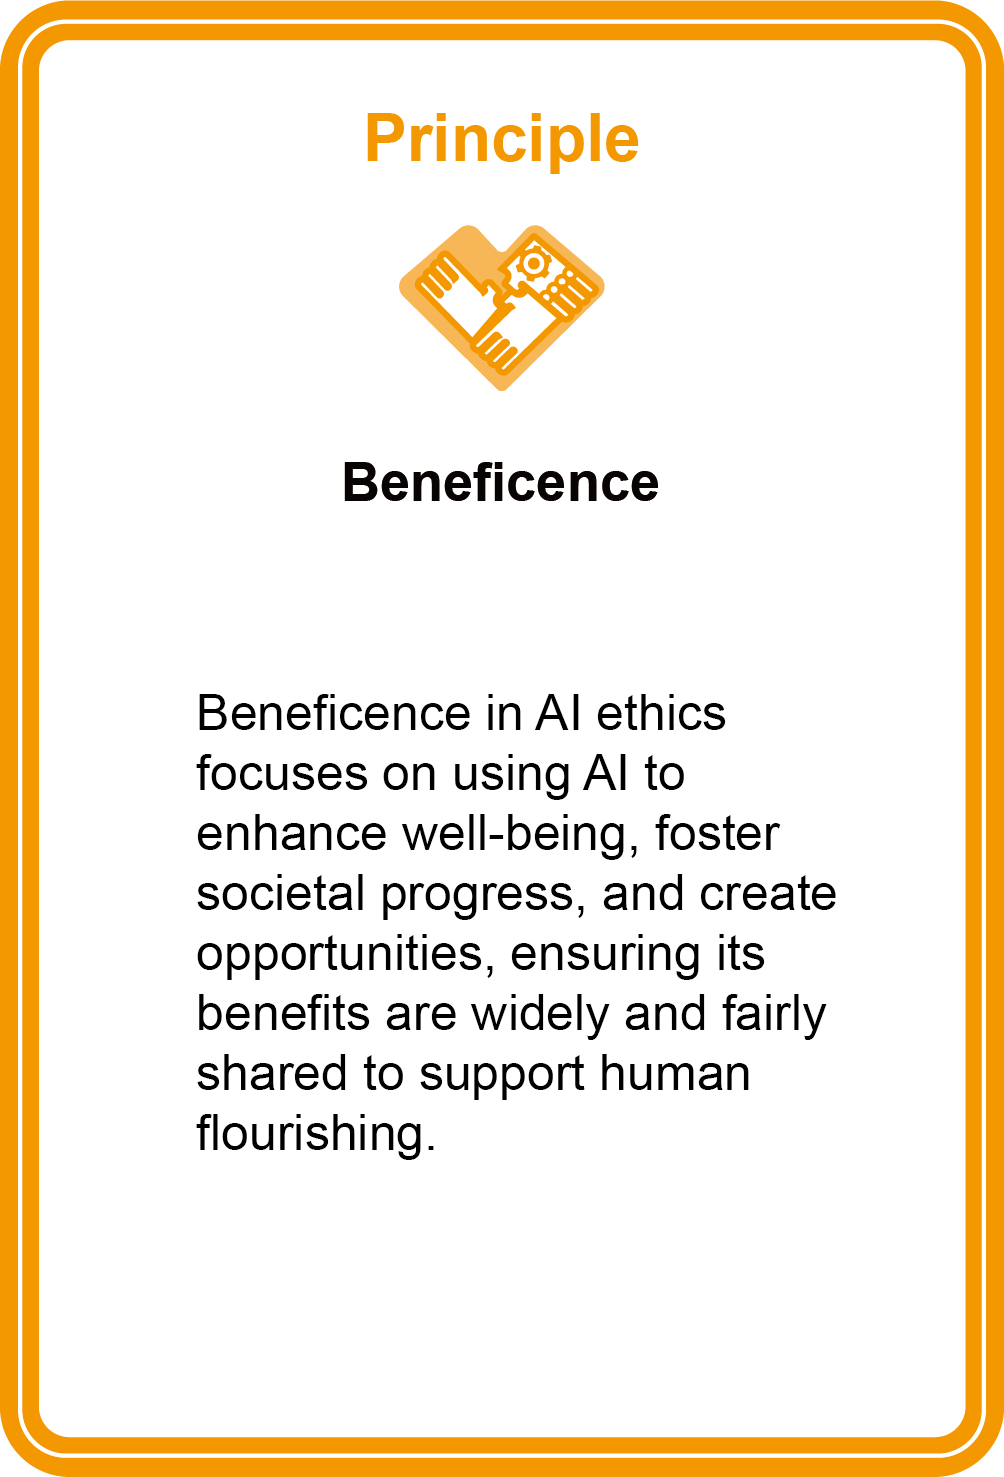 Principle
Beneficence
Beneficence in AI ethics
focuses on using AI to
enhance well-being, foster
societal progress, and create
opportunities, ensuring its
benefits are widely and fairly
shared to support human
flourishing.